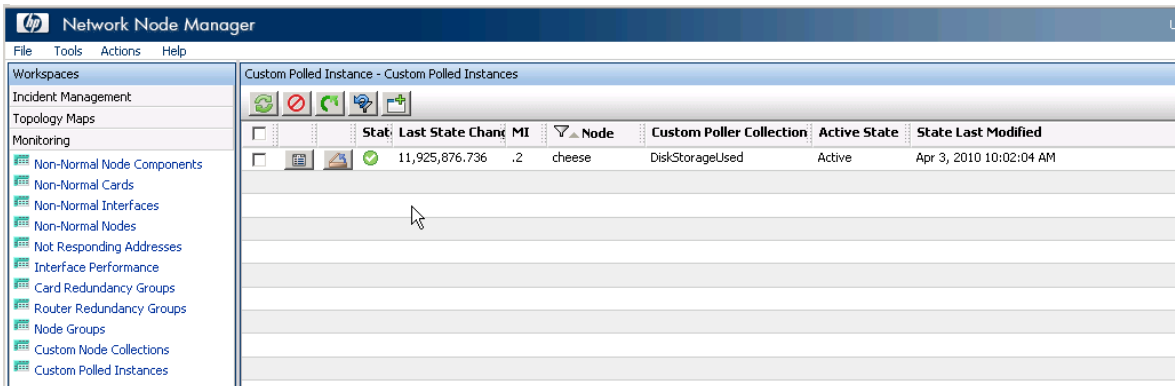 hp Network Node Manager
File Tools Actions Help
Workspaces
Incident Management
Topology Maps
Monitoring
Non-Normal Node Components
Non-Normal Cards
Non-Normal Interfaces
Non-Normal Nodes
Not Responding Addresses
Interface Performance
Card Redundancy Groups
Router Redundancy Groups
Node Groups
Custom Node Collections
Custom Polled Instances
Custom Polled Instance - Custom Polled Instances
Stat Last State Chang MI Node Custom Poller Collection Active State State Last Modified
11,925,876.736 .2 cheese DiskStorageUsed Active Apr 3, 2010 10:02:04 AM